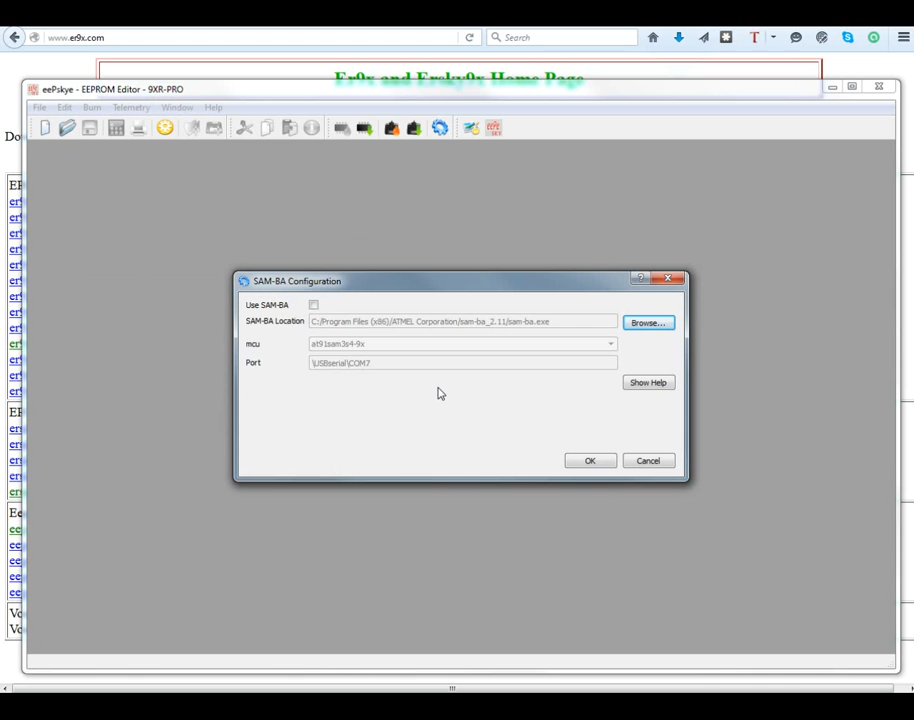 www.er9x.com
Search
Er9x and Ersky9x Home Page
eePskye - EEPROM Editor - 9XR-PRO
File Edit Burn Telemetry Window Help
SAM-BA Configuration
Use SAM-BA
SAM-BA Location C:/Program Files (x86)/ATMEL Corporation/sam-ba_2.11/sam-ba.exe Browse...
mcu at91sam3s4-9x
Port \USBserial\COM7
Show Help
OK Cancel